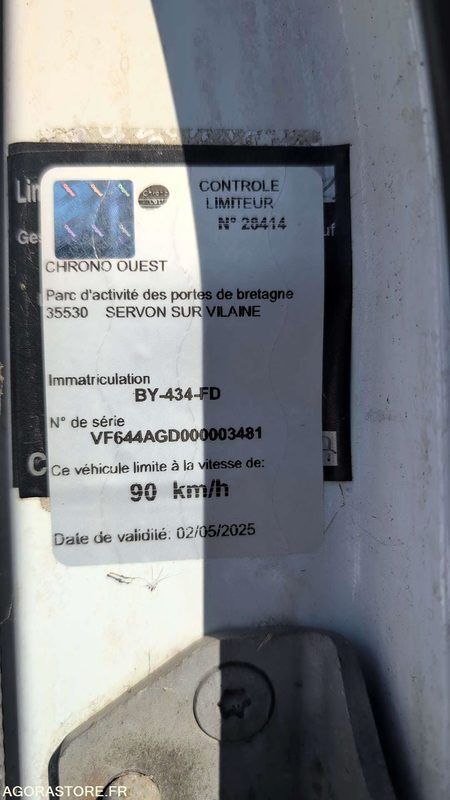 CONTROLE
LIMITEUR
N° 28414
CHRONO OUEST
Parc d'activité des portes de bretagne
35530 SERVON SUR VILAINE
Immatriculation
BY-434-FD
N° de série
VF644AGD000003481
Ce véhicule limite à la vitesse de:
90 km/h
Date de validité: 02/05/2025
AGORASTORE.FR